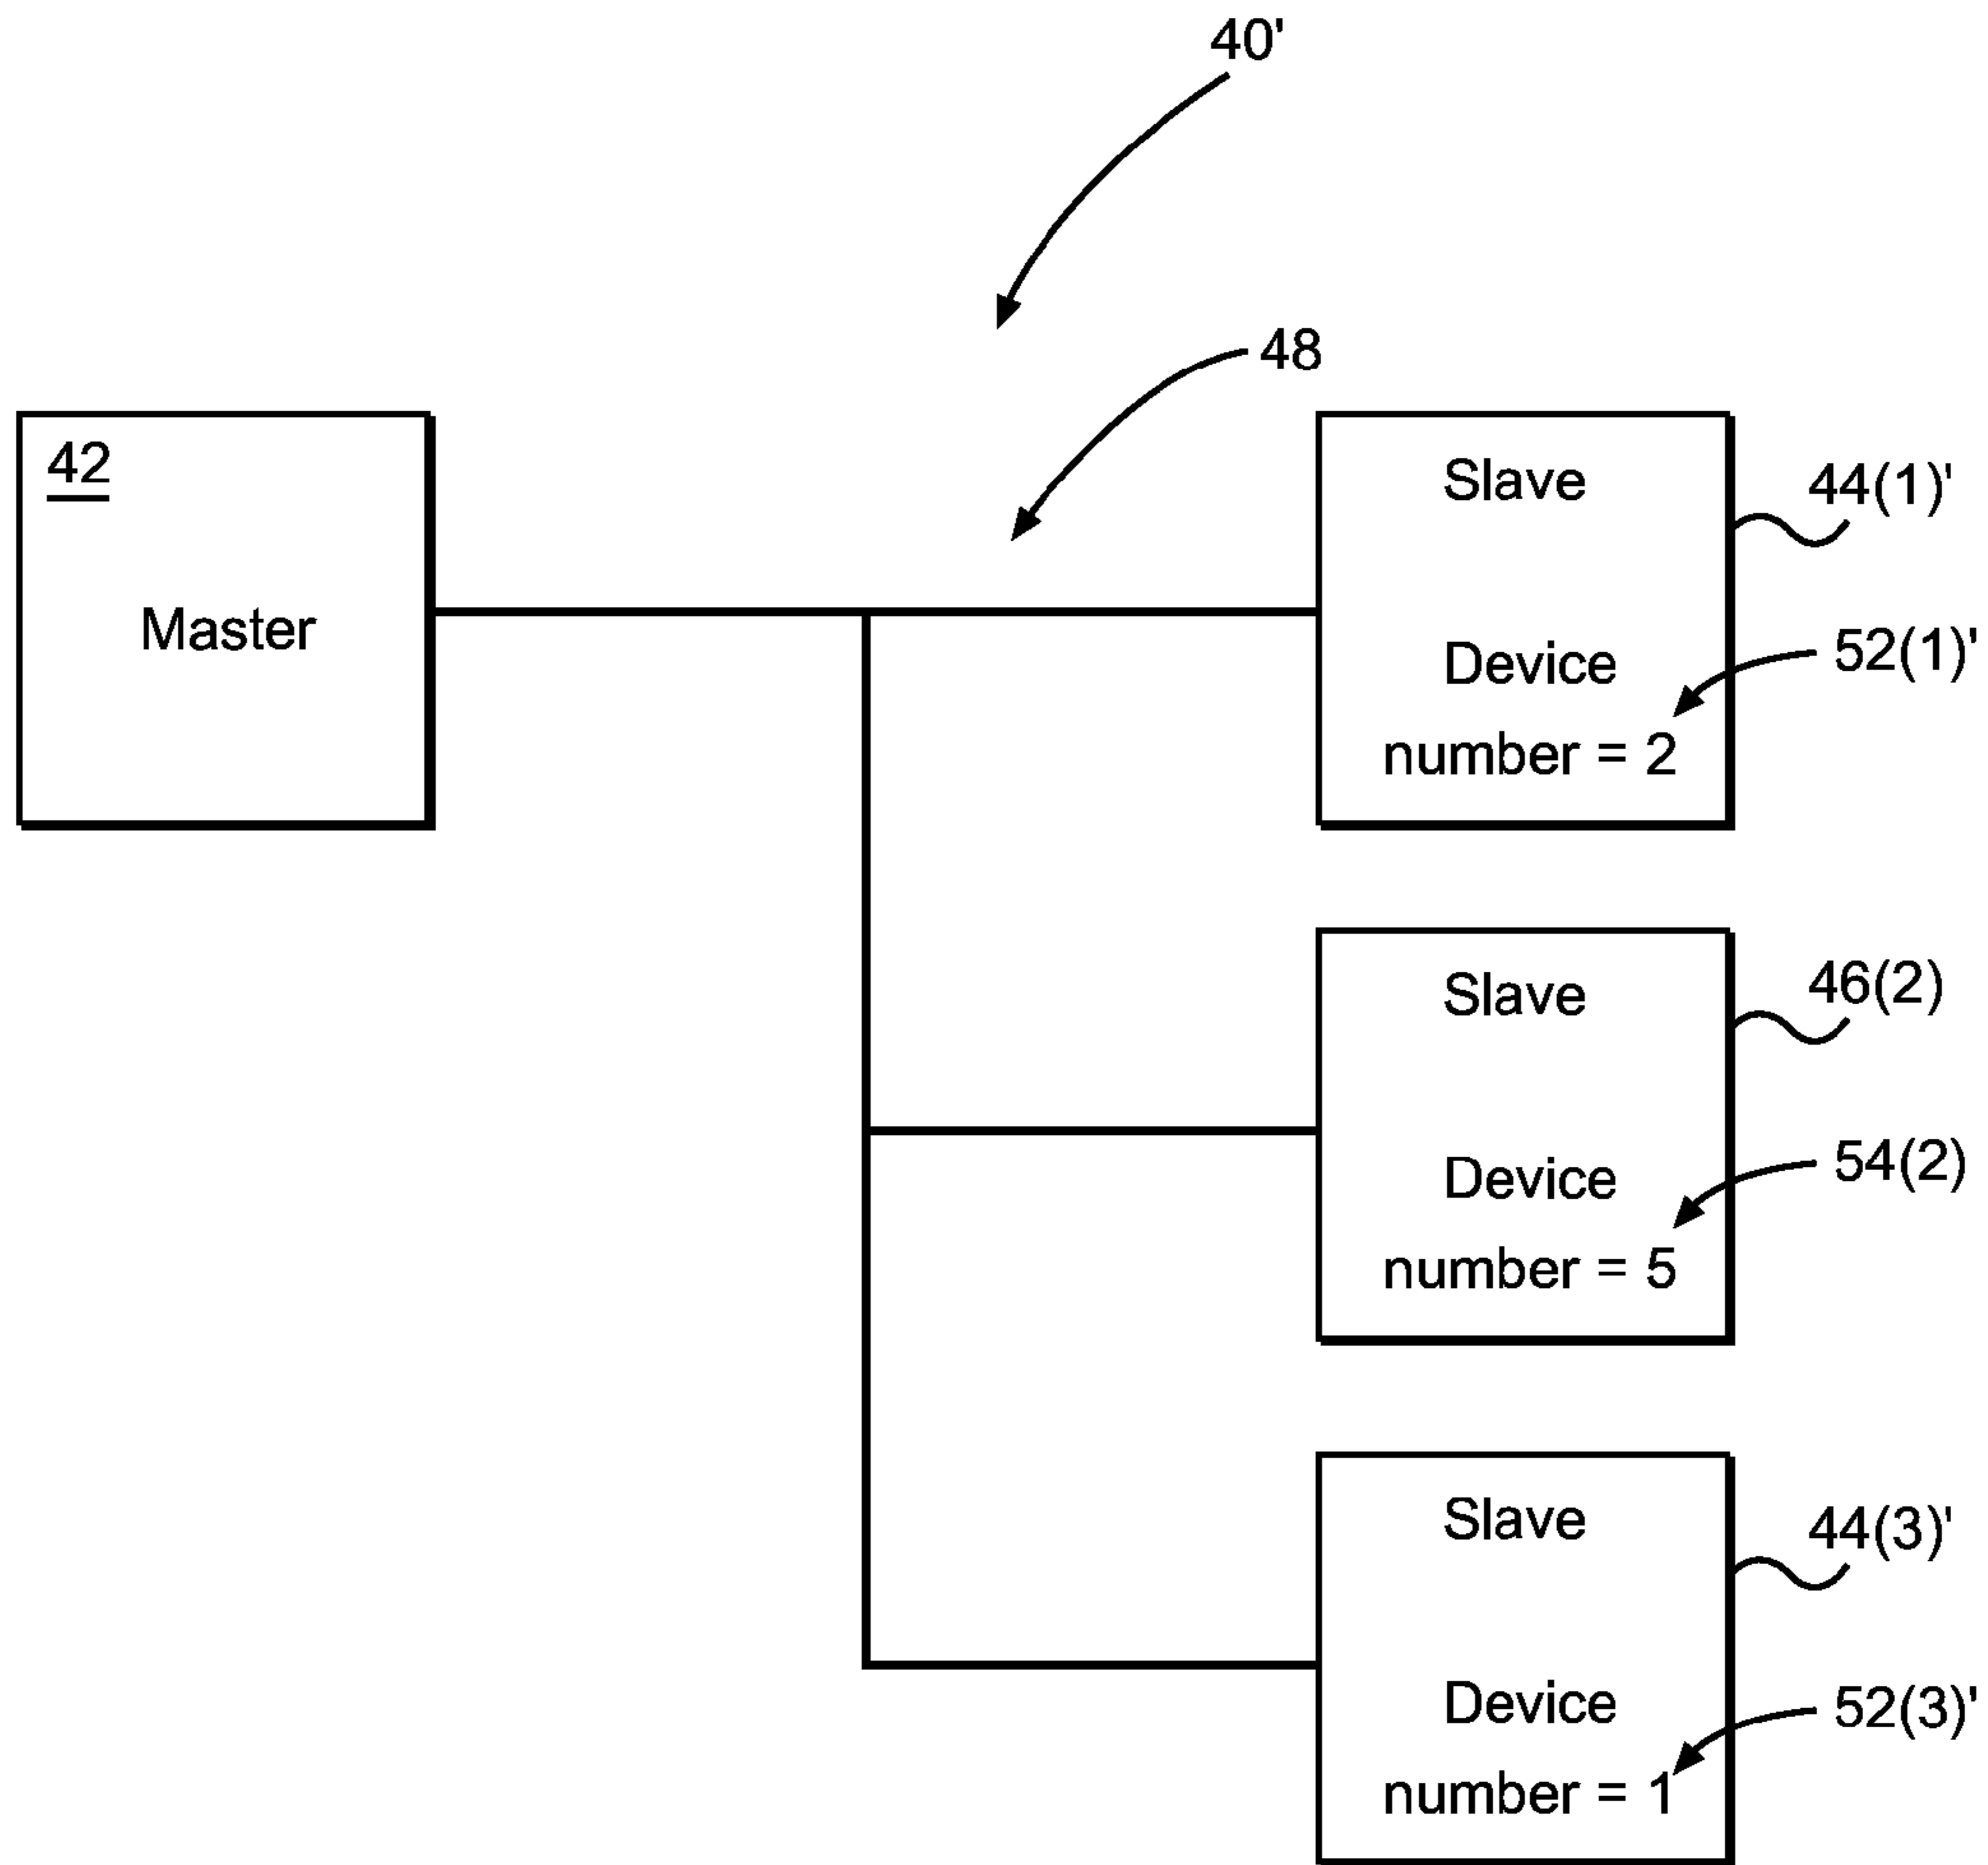 40'
48
42
Master
Slave
44(1)'
Device
52(1)'
number = 2
Slave
46(2)
Device
54(2)
number = 5
Slave
44(3)'
Device
52(3)'
number = 1